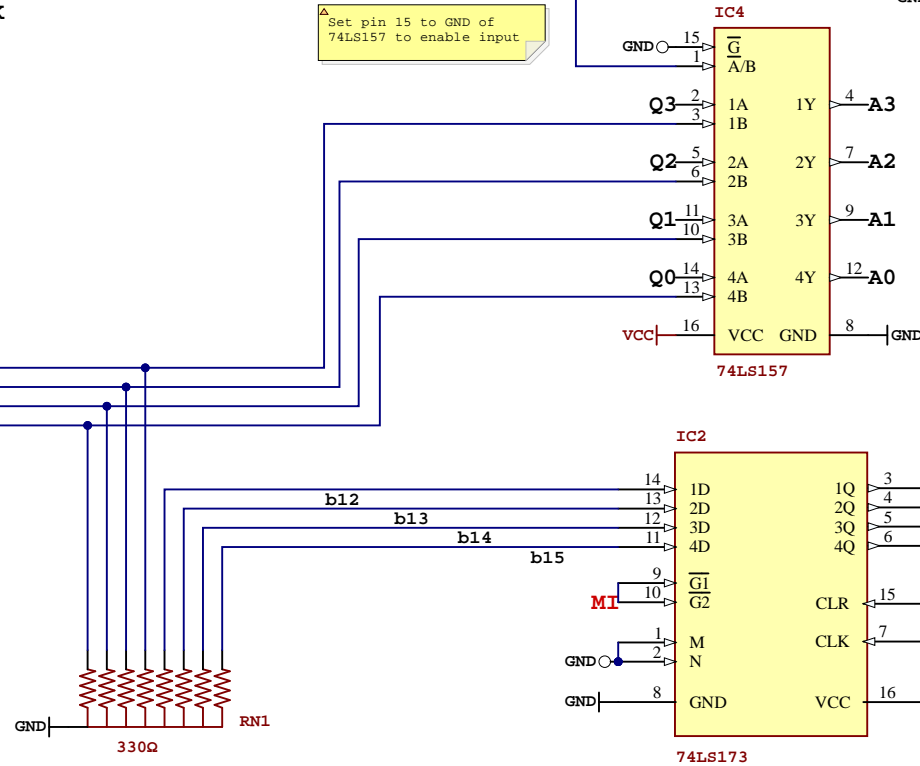 Set pin 15 to GND of
74LS157 to enable input
IC4
GND
15
G
1
A/B
Q3
2
1A
1Y
4
A3
3
1B
Q2
5
2A
2Y
7
A2
6
2B
Q1
11
3A
3Y
9
A1
10
3B
Q0
14
4A
4Y
12
A0
13
4B
VCC
16
VCC
GND
8
GND
74LS157
IC2
14
1D
1Q
3
b12
13
2D
2Q
4
b13
12
3D
3Q
5
b14
11
4D
4Q
6
b15
9
G1
MI
10
G2
CLR
15
1
M
CLK
7
GND
2
N
GND
8
GND
VCC
16
74LS173
GND
RN1
330Ω